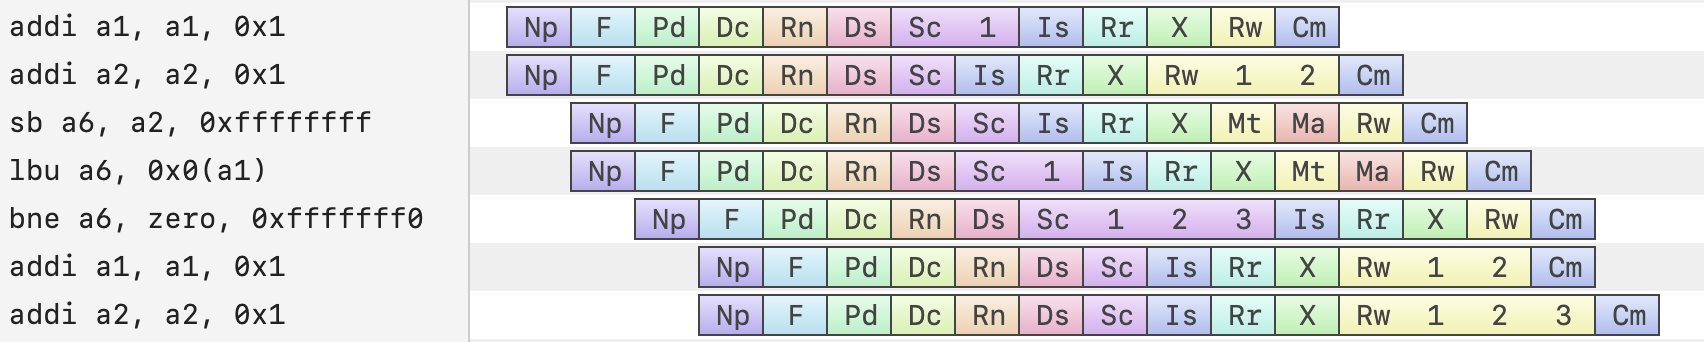 addi a1, a1, 0x1 Np F Pd Dc Rn Ds Sc 1 Is Rr X Rw Cm
addi a2, a2, 0x1 Np F Pd Dc Rn Ds Sc Is Rr X Rw 1 2 Cm
sb a6, a2, 0xffffffff Np F Pd Dc Rn Ds Sc Is Rr X Mt Ma Rw Cm
lbu a6, 0x0(a1) Np F Pd Dc Rn Ds Sc 1 Is Rr X Mt Ma Rw Cm
bne a6, zero, 0xfffffff0 Np F Pd Dc Rn Ds Sc 1 2 3 Is Rr X Rw Cm
addi a1, a1, 0x1 Np F Pd Dc Rn Ds Sc Is Rr X Rw 1 2 Cm
addi a2, a2, 0x1 Np F Pd Dc Rn Ds Sc Is Rr X Rw 1 2 3 Cm